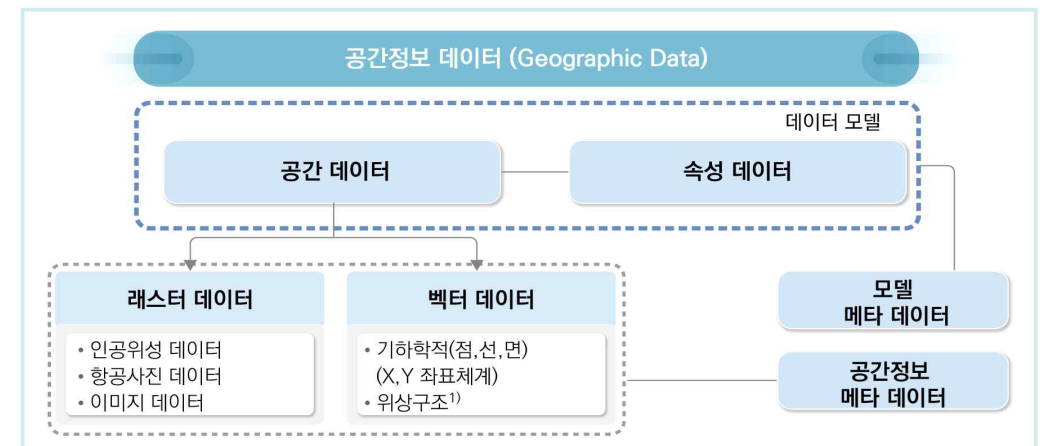 공간정보 데이터 (Geographic Data)
데이터 모델
공간 데이터
속성 데이터
래스터 데이터
• 인공위성 데이터
• 항공사진 데이터
• 이미지 데이터
벡터 데이터
• 기하학적(점,선,면)
(X,Y 좌표체계)
• 위상구조1)
모델
메타 데이터
공간정보
메타 데이터